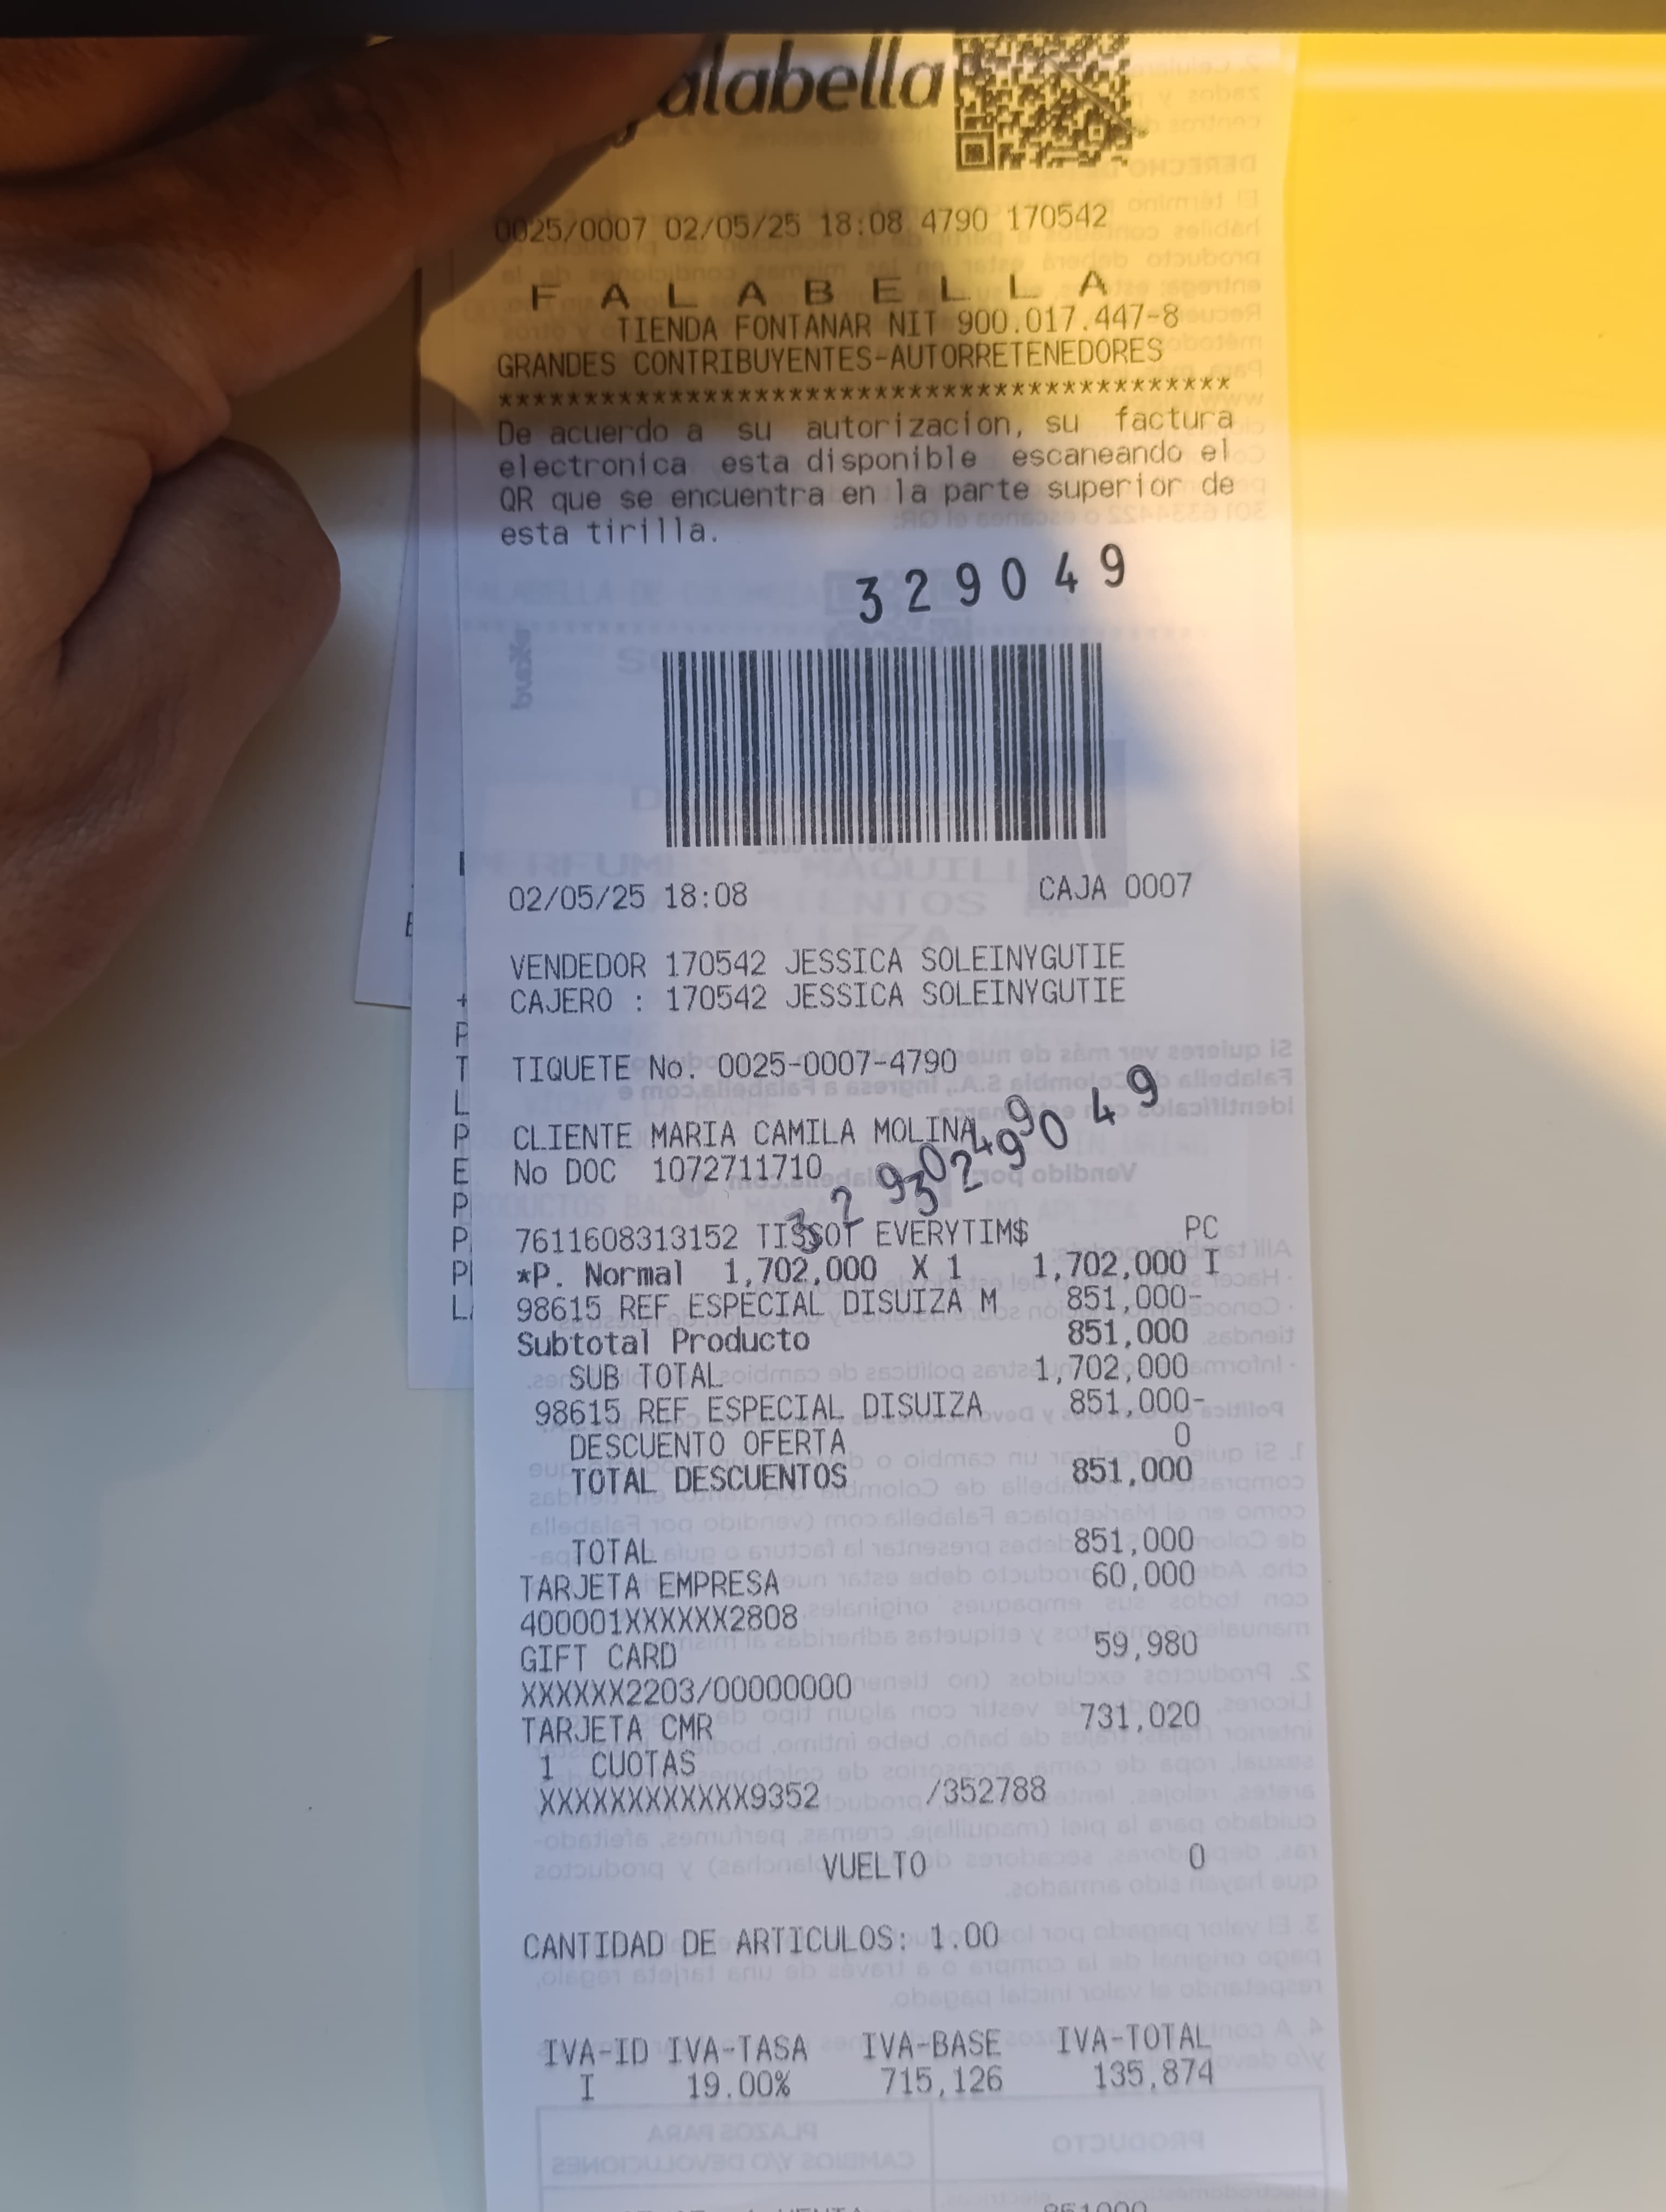 alabella
0025/0007 02/05/25 18:08 4790 170542
F A L A B E L L A
TIENDA FONTANAR NIT 900.017.447-8
GRANDES CONTRIBUYENTES-AUTORRETENEDORES
******************************************
De acuerdo a su autorizacion, su factura
electronica esta disponible escaneando el
QR que se encuentra en la parte superior de
esta tirilla.
329049
02/05/25 18:08 CAJA 0007
VENDEDOR 170542 JESSICA SOLEINYGUTIE
CAJERO : 170542 JESSICA SOLEINYGUTIE
TIQUETE No. 0025-0007-4790
CLIENTE MARIA CAMILA MOLINA
No DOC 1072711710
329049
329049
7611608313152 TISSOT EVERYTIM$ PC
*P. Normal 1,702,000 X 1 1,702,000 I
98615 REF ESPECIAL DISUIZA M 851,000-
Subtotal Producto 851,000
SUB TOTAL 1,702,000
98615 REF ESPECIAL DISUIZA 851,000-
DESCUENTO OFERTA 0
TOTAL DESCUENTOS 851,000
TOTAL 851,000
TARJETA EMPRESA 60,000
400001XXXXXX2808
GIFT CARD 59,980
XXXXXX2203/00000000
TARJETA CMR 731,020
1 CUOTAS
XXXXXXXXXXXX9352 /352788
VUELTO 0
CANTIDAD DE ARTICULOS: 1.00
IVA-ID IVA-TASA IVA-BASE IVA-TOTAL
I 19.00% 715,126 135,874